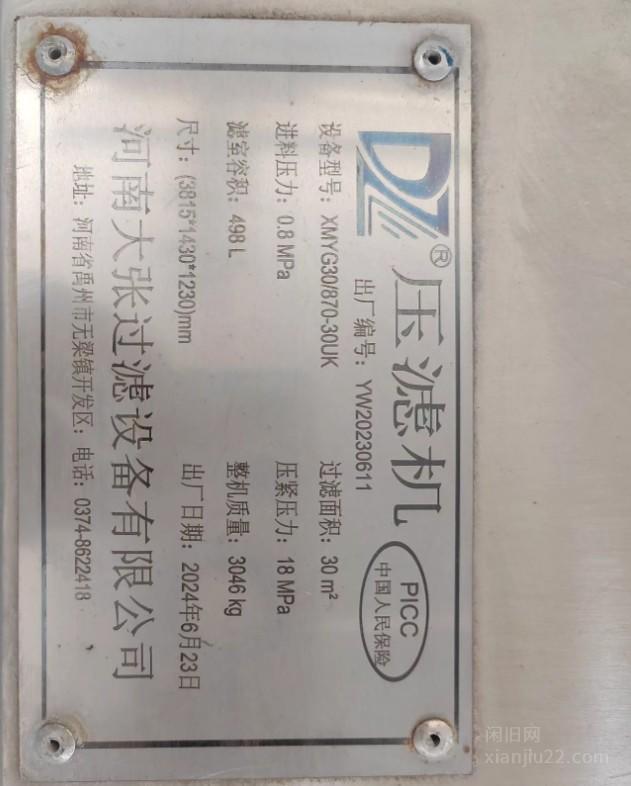 DZ® 压滤机 PICC 中国人民保险
出厂编号：YW20230611
设备型号：XMYG30/870-30UK 过滤面积：30 m²
进料压力：0.8 MPa 压紧压力：18 MPa
滤室容积：498 L 整机质量：3046 kg
尺寸：(3815*1430*1230)mm 出厂日期：2024年6月23日
河南大张过滤设备有限公司
地址：河南省禹州市无梁镇开发区；电话：0374-8622418
闲旧网
xianjiu22.com